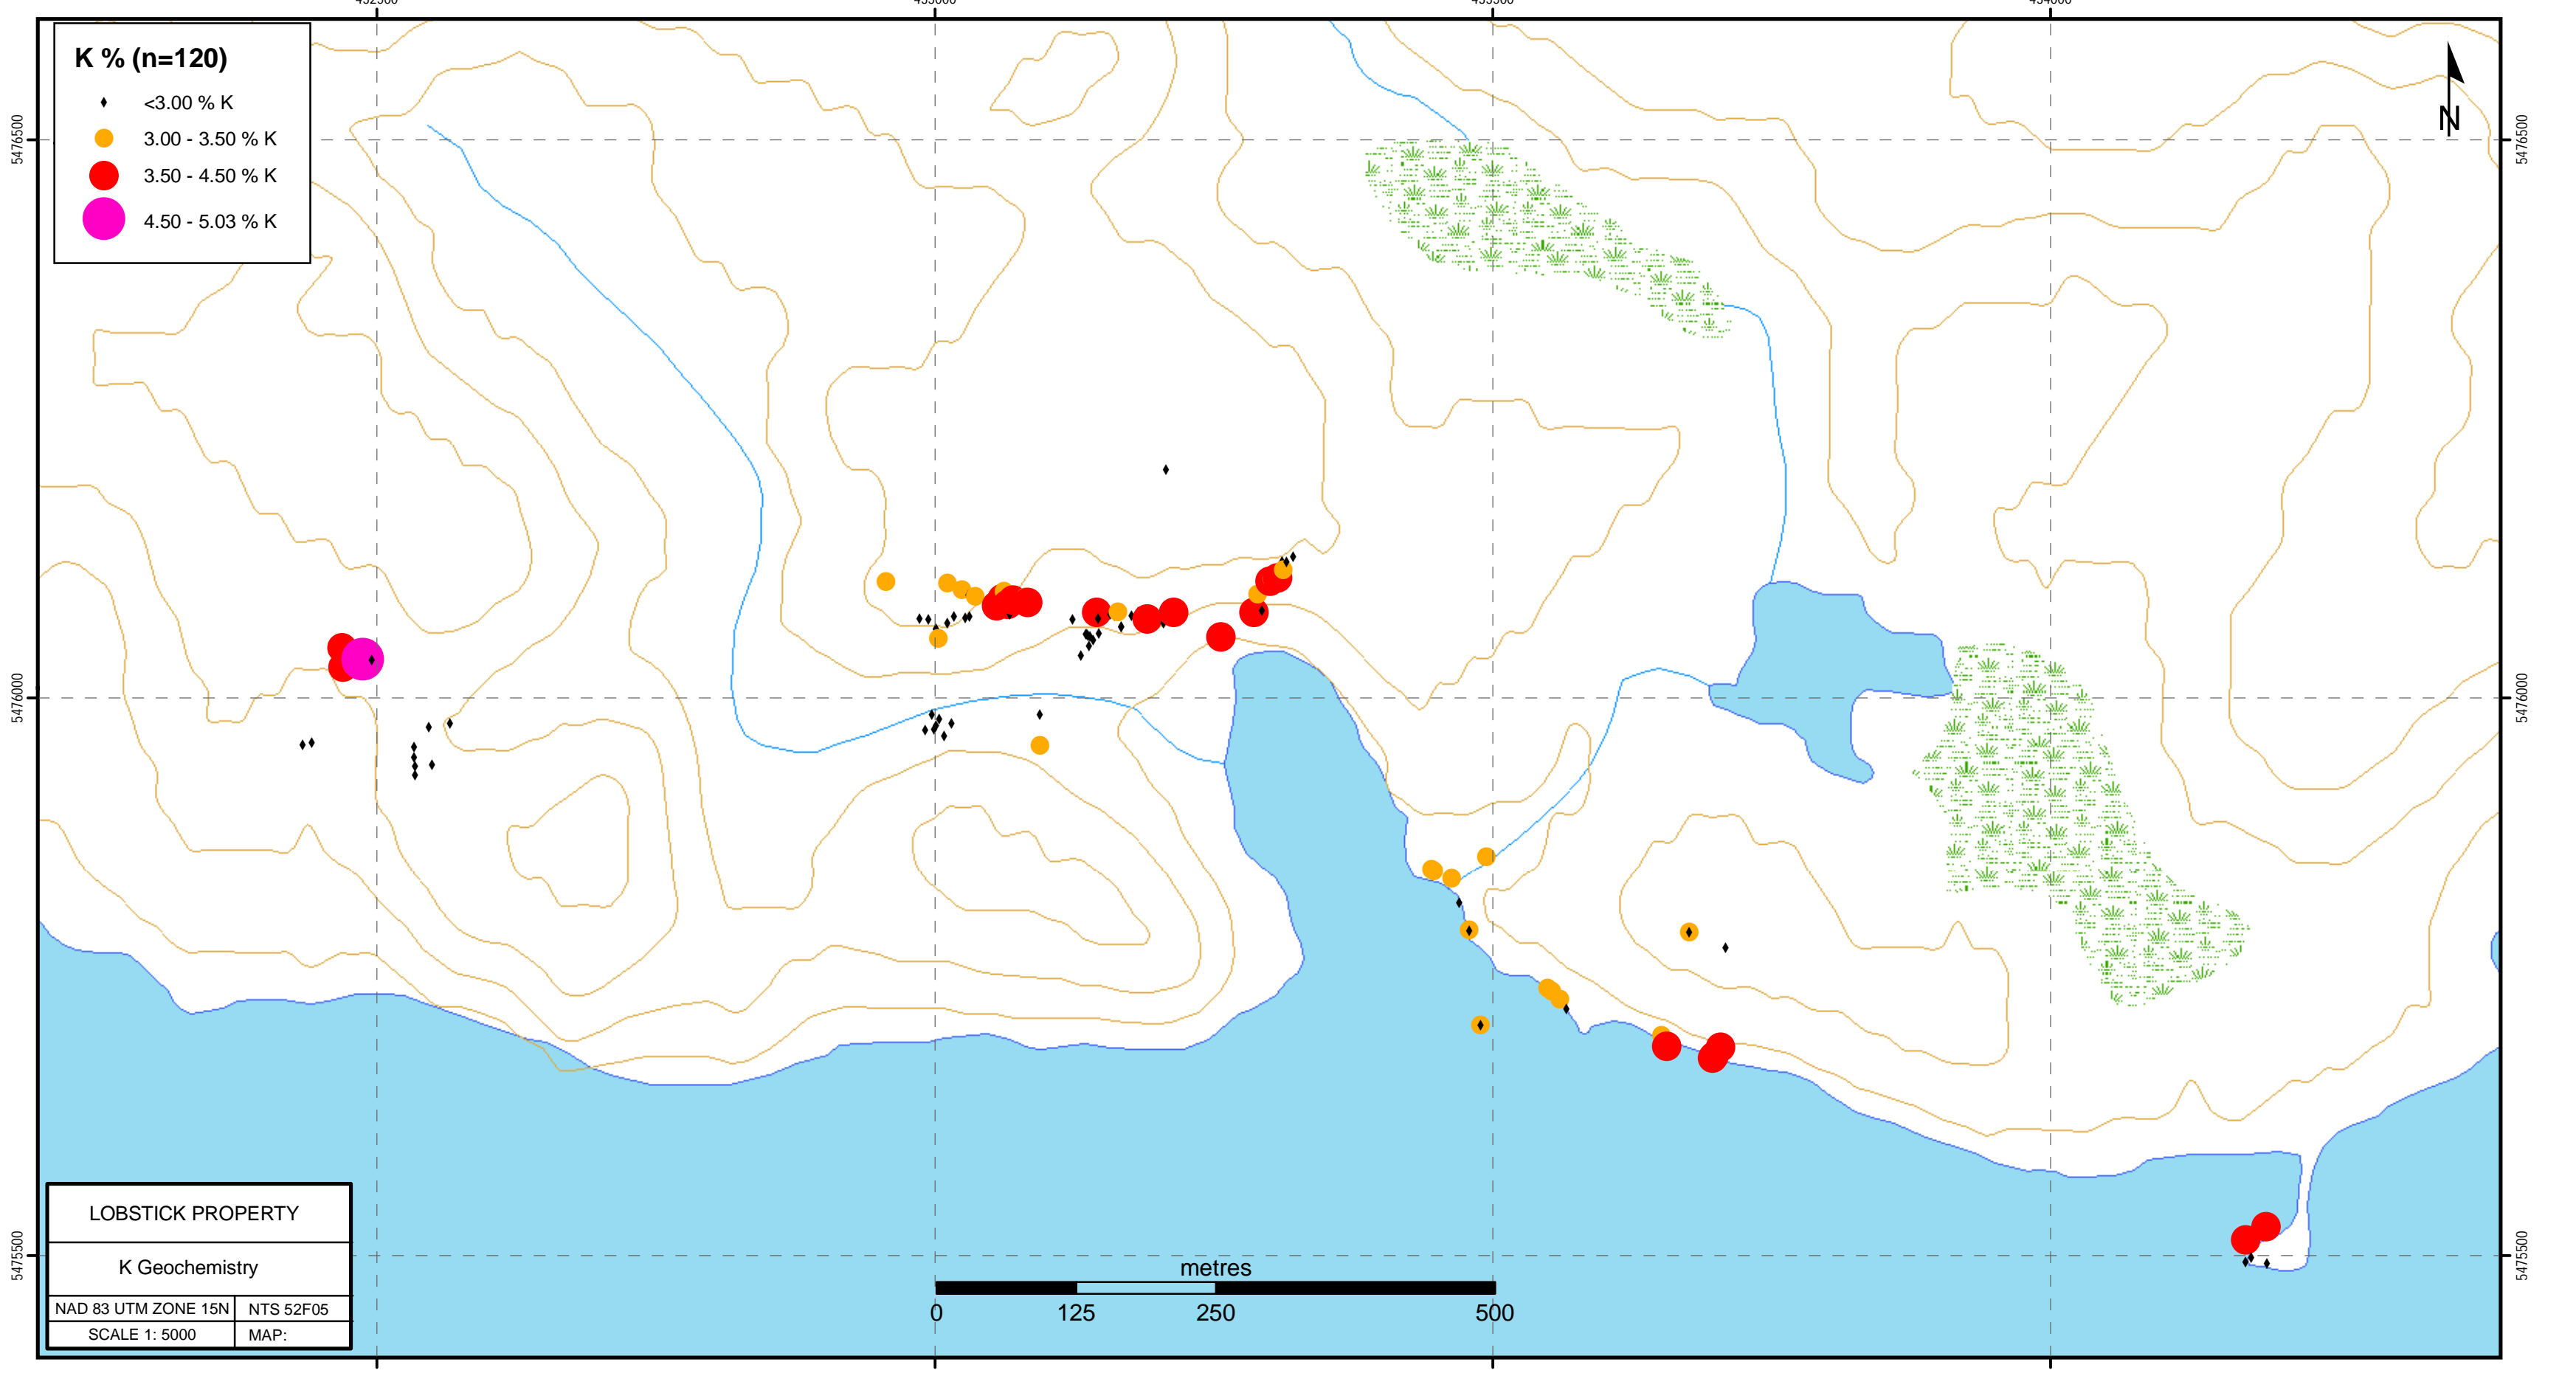 K % (n=120)
<3.00 % K
3.00 - 3.50 % K
3.50 - 4.50 % K
4.50 - 5.03 % K
N
5476500
5476500
5476000
5476000
5475500
5475500
metres
0 125 250 500
LOBSTICK PROPERTY
K Geochemistry
NAD 83 UTM ZONE 15N NTS 52F05
SCALE 1: 5000 MAP: